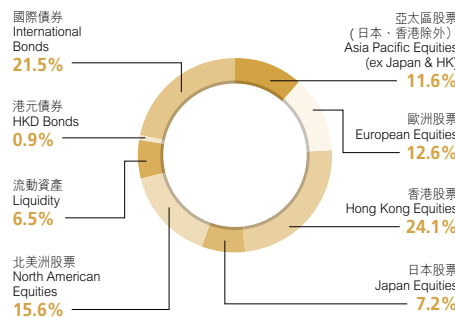 國際債券
International
Bonds
21.5%
港元債券
HKD Bonds
0.9%
流動資產
Liquidity
6.5%
北美洲股票
North American
Equities
15.6%
亞太區股票
(日本、香港除外)
Asia Pacific Equities
(ex Japan & HK)
11.6%
歐洲股票
European Equities
12.6%
香港股票
Hong Kong Equities
24.1%
日本股票
Japan Equities
7.2%